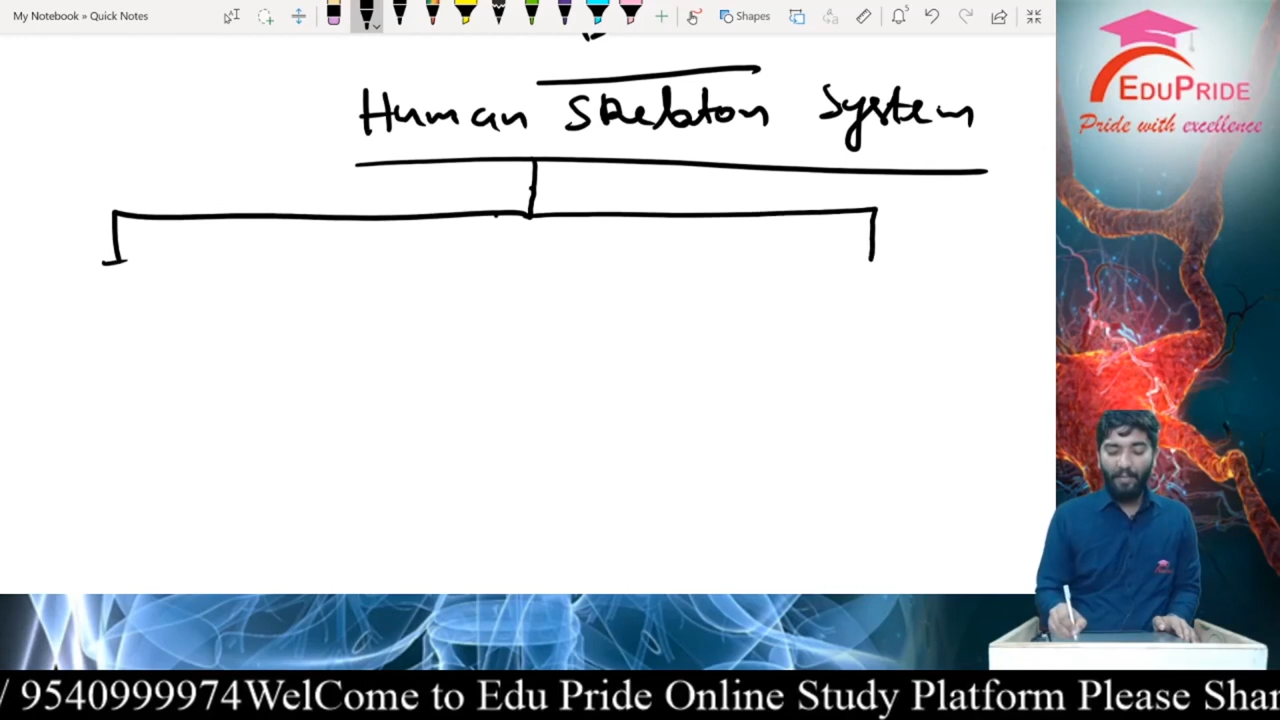 My Notebook » Quick Notes
Shapes
Human Skeleton System
EDUPRIDE
Pride with excellence
/ 9540999974WelCome to Edu Pride Online Study Platform Please Shar